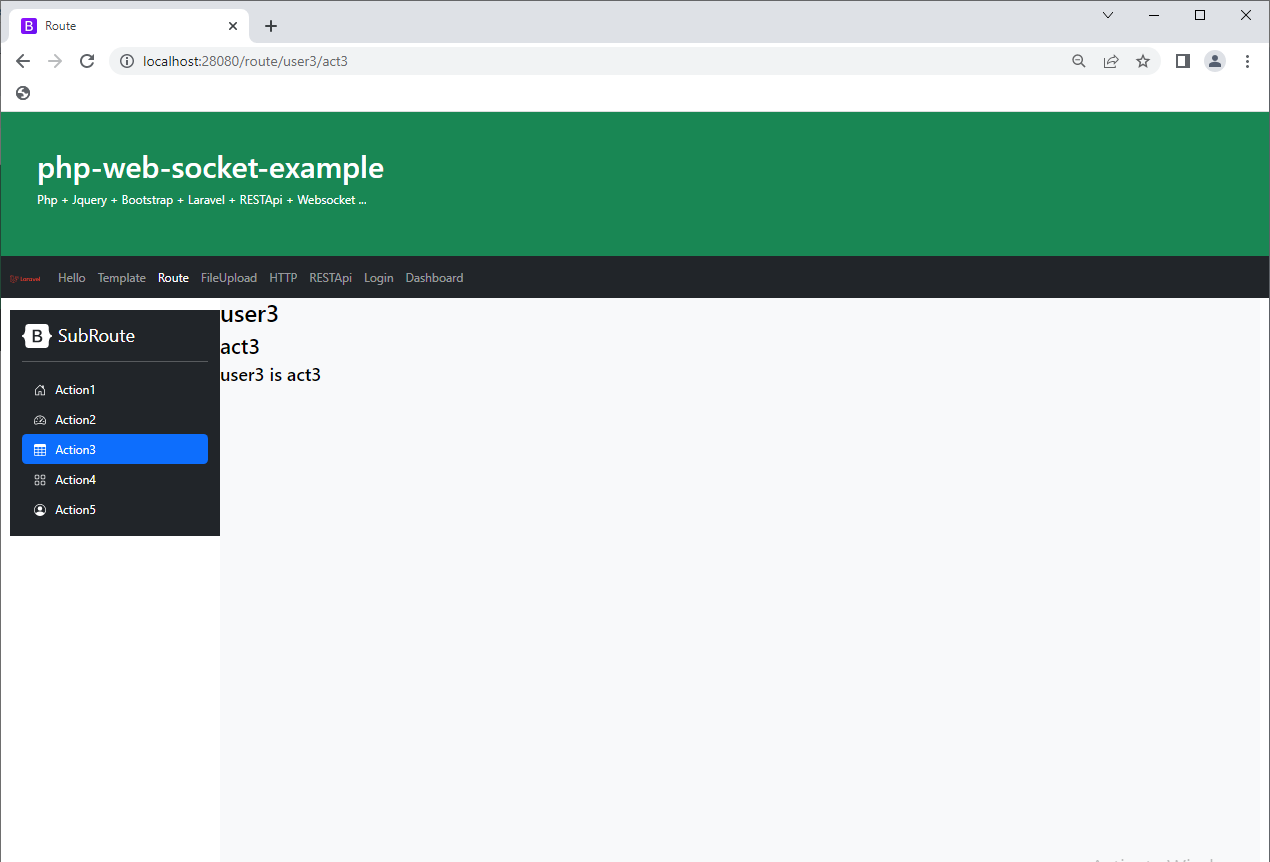 Route
localhost:28080/route/user3/act3
php-web-socket-example
Php + Jquery + Bootstrap + Laravel + RESTApi + Websocket ...
Laravel Hello Template Route FileUpload HTTP RESTApi Login Dashboard
B SubRoute
Action1
Action2
Action3
Action4
Action5
user3
act3
user3 is act3